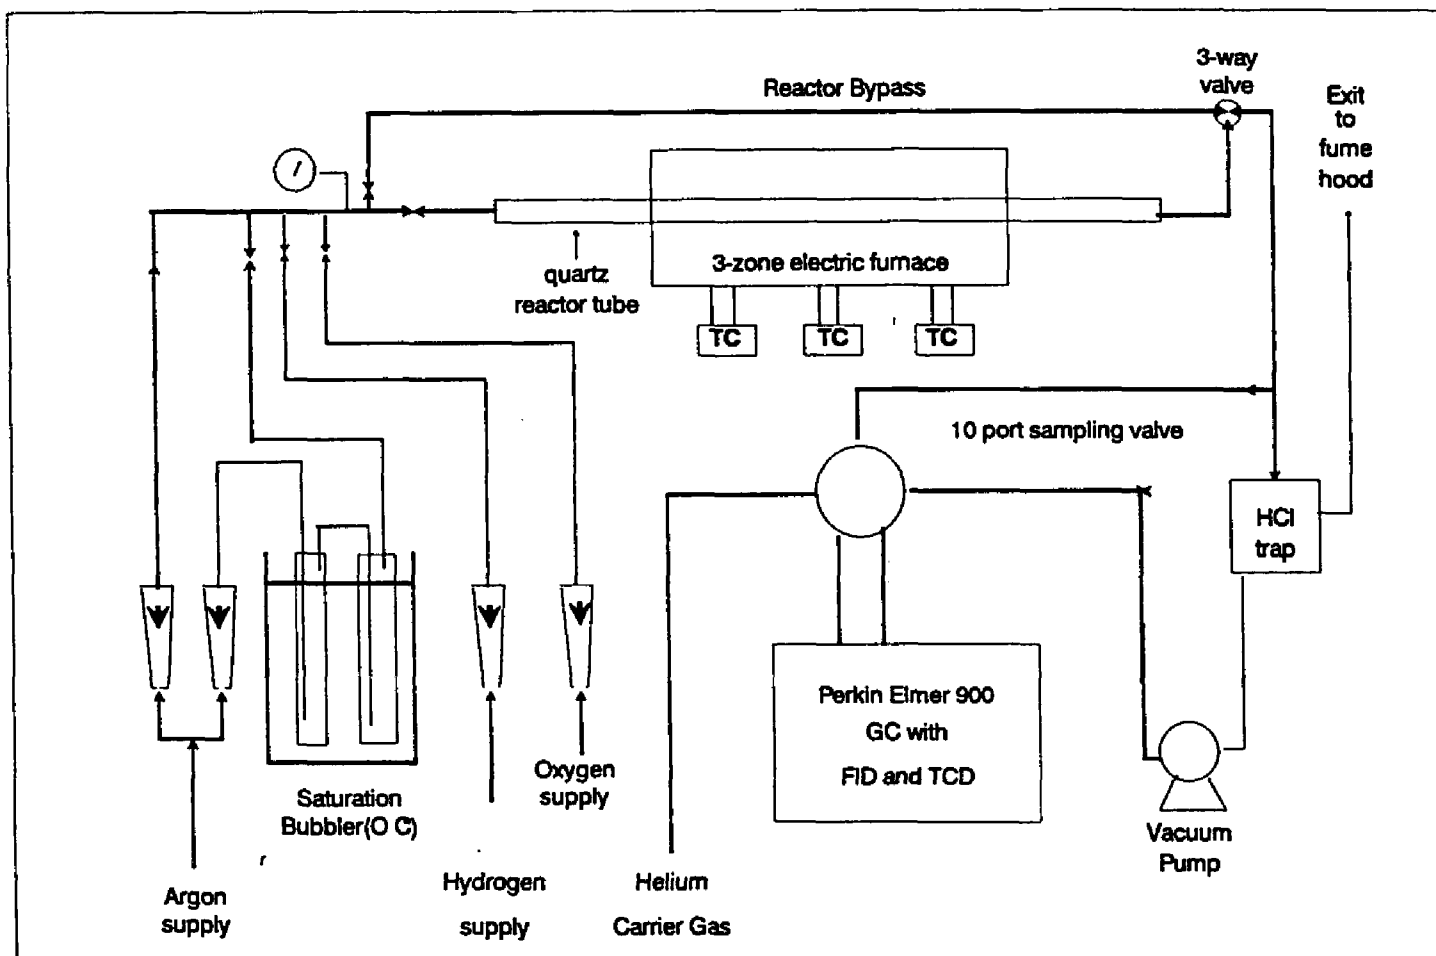 3-way
valve
Reactor Bypass
Exit
to
fume
hood
3-zone electric furnace
quartz
reactor tube
TC
TC
TC
10 port sampling valve
HCl
trap
Perkin Elmer 900
GC with
FID and TCD
Oxygen
supply
Saturation
Bubbler(O C)
Vacuum
Pump
Argon
supply
Hydrogen
supply
Helium
Carrier Gas